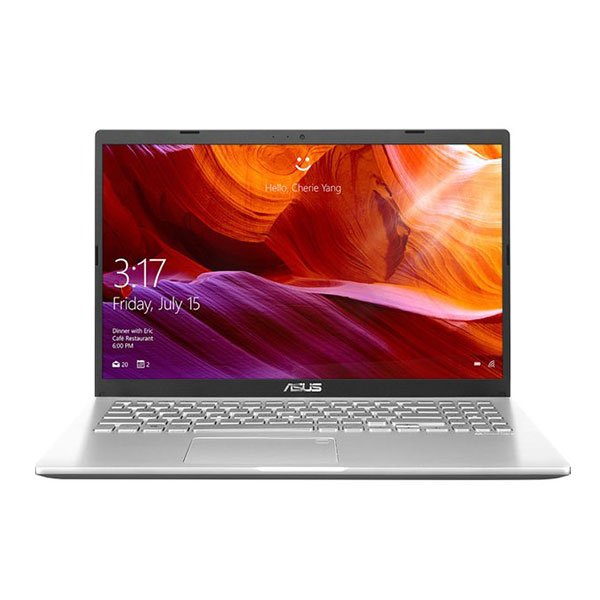 Hello, Cherie Yang
3:17
Friday, July 15
Dinner with Eric
Café Restaurant
6:00 PM
20
2
ASUS